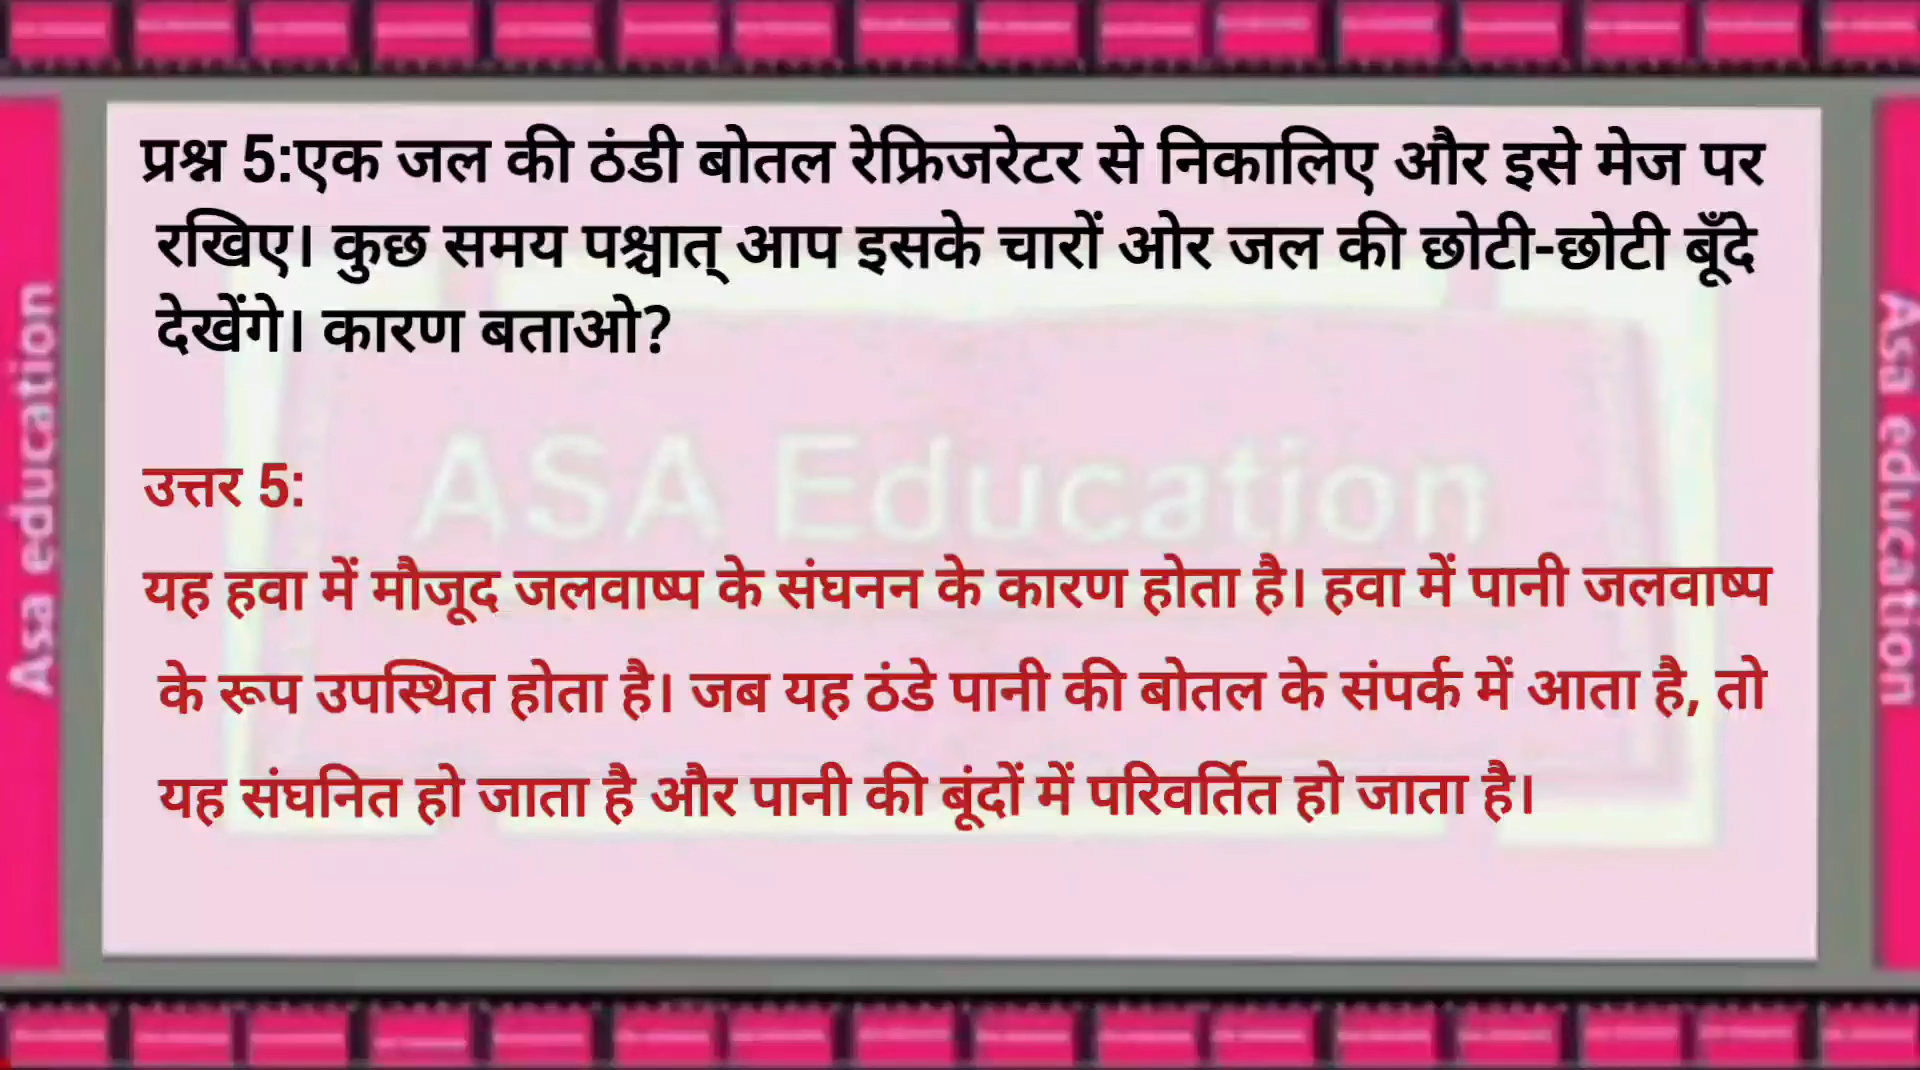 प्रश्न 5:एक जल की ठंडी बोतल रेफ्रिजरेटर से निकालिए और इसे मेज पर
रखिए। कुछ समय पश्चात् आप इसके चारों ओर जल की छोटी-छोटी बूँदे
देखेंगे। कारण बताओ?
ASA Education
उत्तर 5:
यह हवा में मौजूद जलवाष्प के संघनन के कारण होता है। हवा में पानी जलवाष्प
के रूप उपस्थित होता है। जब यह ठंडे पानी की बोतल के संपर्क में आता है, तो
यह संघनित हो जाता है और पानी की बूंदों में परिवर्तित हो जाता है।
Asa education
Asa education